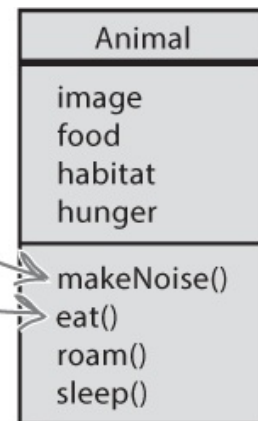 Animal
image
food
habitat
hunger
makeNoise()
eat()
roam()
sleep()